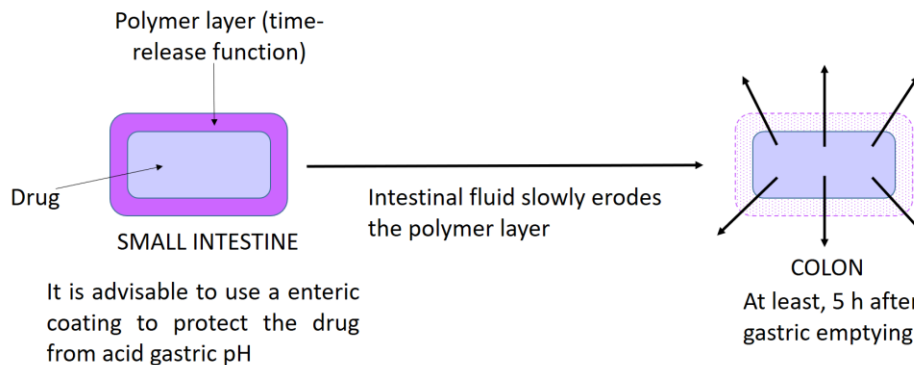 Polymer layer (time-
release function)
Drug
SMALL INTESTINE
It is advisable to use a enteric
coating to protect the drug
from acid gastric pH
Intestinal fluid slowly erodes
the polymer layer
COLON
At least, 5 h after
gastric emptying